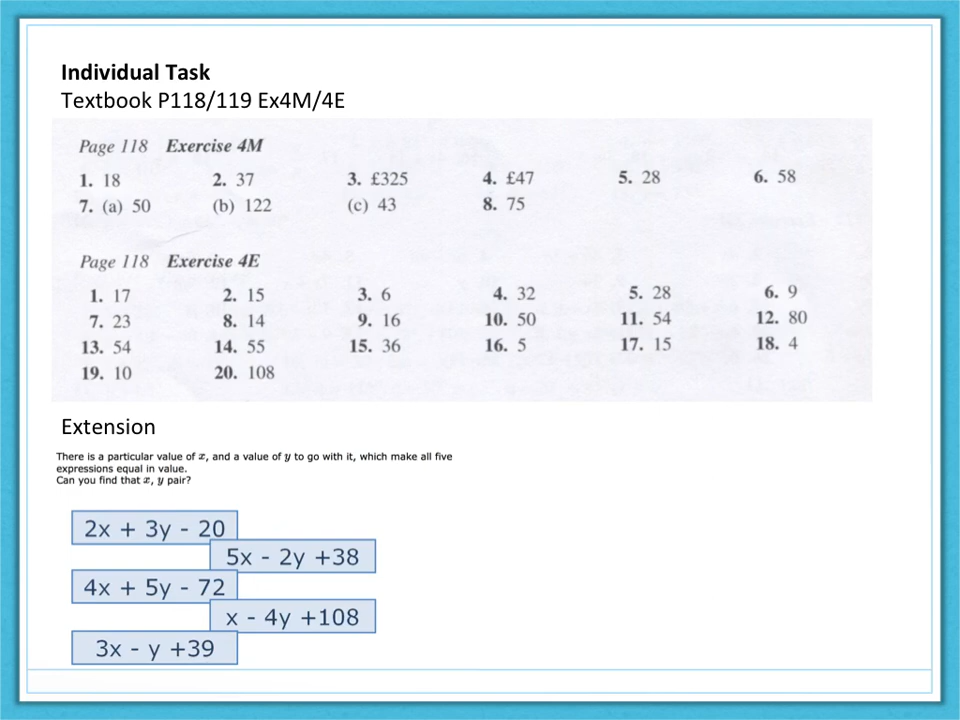 Individual Task
Textbook P118/119 Ex4M/4E
Page 118 Exercise 4M
1. 18 2. 37 3. £325 4. £47 5. 28 6. 58
7. (a) 50 (b) 122 (c) 43 8. 75
Page 118 Exercise 4E
1. 17 2. 15 3. 6 4. 32 5. 28 6. 9
7. 23 8. 14 9. 16 10. 50 11. 54 12. 80
13. 54 14. 55 15. 36 16. 5 17. 15 18. 4
19. 10 20. 108
Extension
There is a particular value of x, and a value of y to go with it, which make all five
expressions equal in value.
Can you find that x, y pair?
2x + 3y - 20
5x - 2y +38
4x + 5y - 72
x - 4y +108
3x - y +39